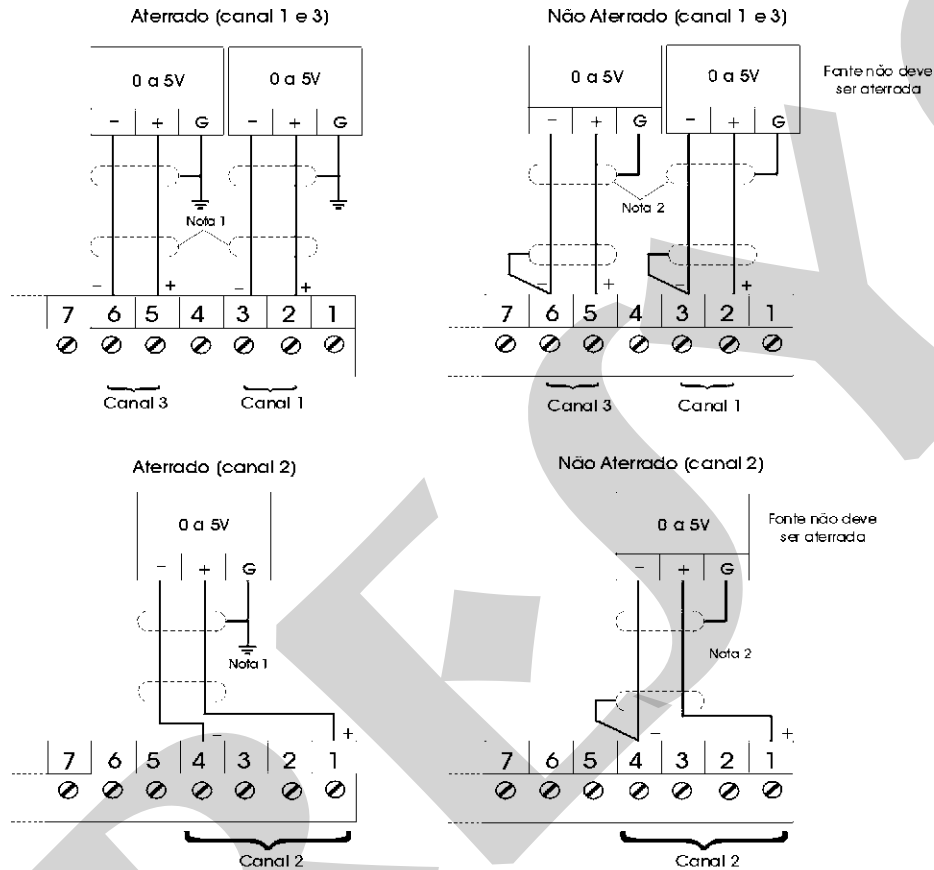 Aterrado (canal 1 e 3)
0 a 5V
0 a 5V
- + G
- + G
Nota 1
- + - +
7 6 5 4 3 2 1
Canal 3
Canal 1
Não Aterrado (canal 1 e 3)
0 a 5V
0 a 5V
Fonte não deve
ser aterrada
- + G
- + G
Nota 2
- + - +
7 6 5 4 3 2 1
Canal 3
Canal 1
Aterrado (canal 2)
0 a 5V
- + G
Nota 1
- +
7 6 5 4 3 2 1
Canal 2
Não Aterrado (canal 2)
0 a 5V
Fonte não deve
ser aterrada
- + G
Nota 2
- +
7 6 5 4 3 2 1
Canal 2